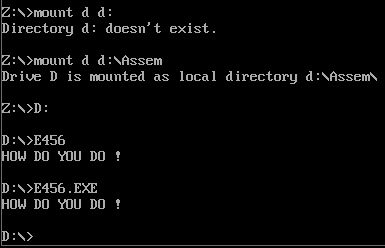 Z:\>mount d d:
Directory d: doesn't exist.
Z:\>mount d d:\Assem
Drive D is mounted as local directory d:\Assem\
Z:\>D:
D:\>E456
HOW DO YOU DO !
D:\>E456.EXE
HOW DO YOU DO !
D:\>